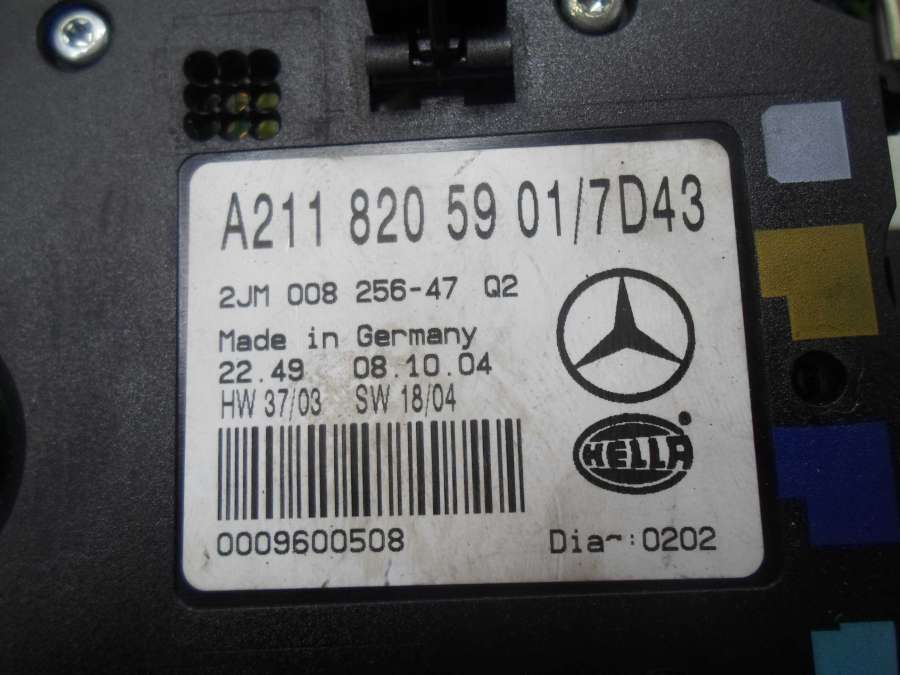 A211 820 59 01/7D43
2JM 008 256-47 Q2
Made in Germany
22.49 08.10.04
HW 37/03 SW 18/04
HELLA
0009600508 Dia~:0202